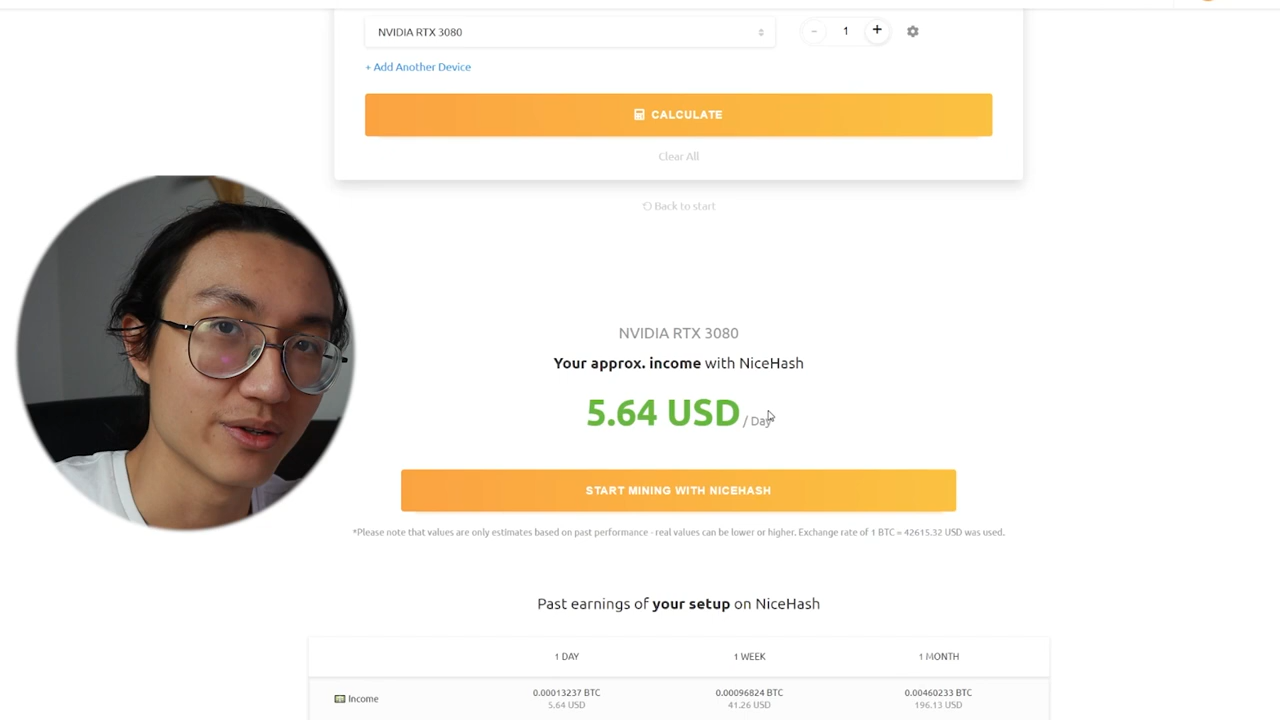 NVIDIA RTX 3080
1
+ Add Another Device
CALCULATE
Clear All
Back to start
NVIDIA RTX 3080
Your approx. income with NiceHash
5.64 USD / Day
START MINING WITH NICEHASH
*Please note that values are only estimates based on past performance - real values can be lower or higher. Exchange rate of 1 BTC = 42615.32 USD was used.
Past earnings of your setup on NiceHash
1 DAY 1 WEEK 1 MONTH
Income 0.00013237 BTC 0.00096824 BTC 0.00460233 BTC
5.64 USD 41.26 USD 196.13 USD